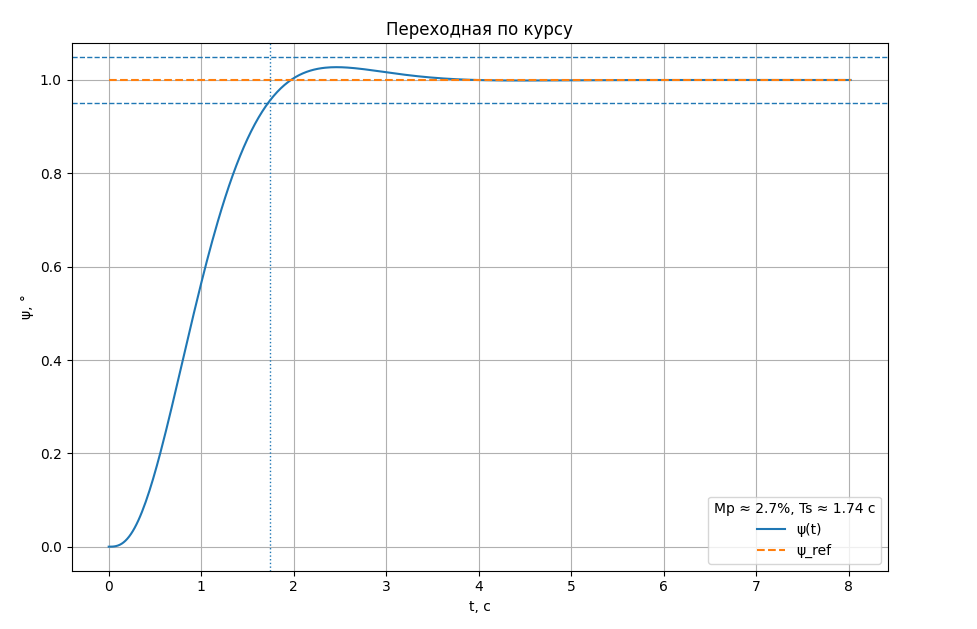 Переходная по курсу
ψ, °
1.0
0.8
0.6
0.4
0.2
0.0
Mp ≈ 2.7%, Ts ≈ 1.74 с
ψ(t)
ψ_ref
0 1 2 3 4 5 6 7 8
t, с